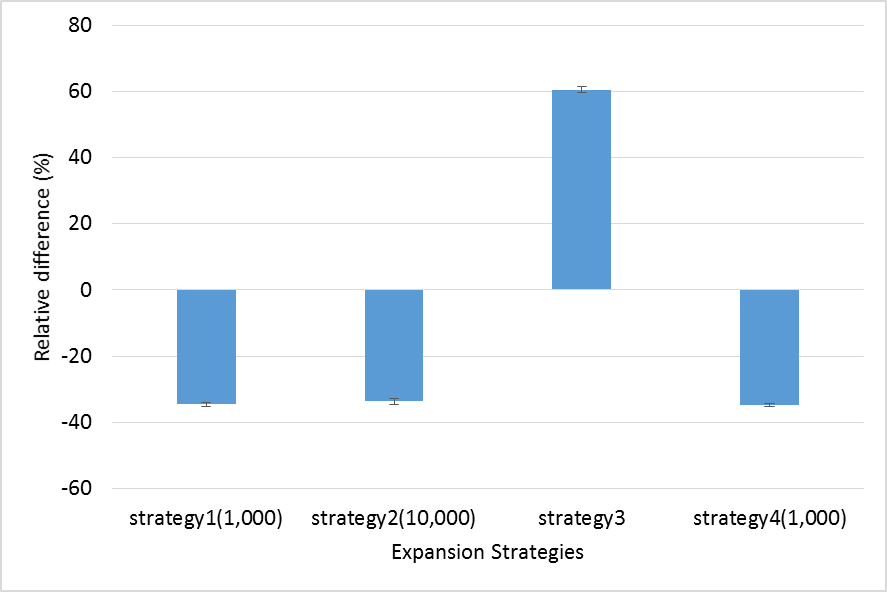 80
60
40
20
0
-20
-40
-60
Relative difference (%)
strategy1(1,000) strategy2(10,000) strategy3 strategy4(1,000)
Expansion Strategies